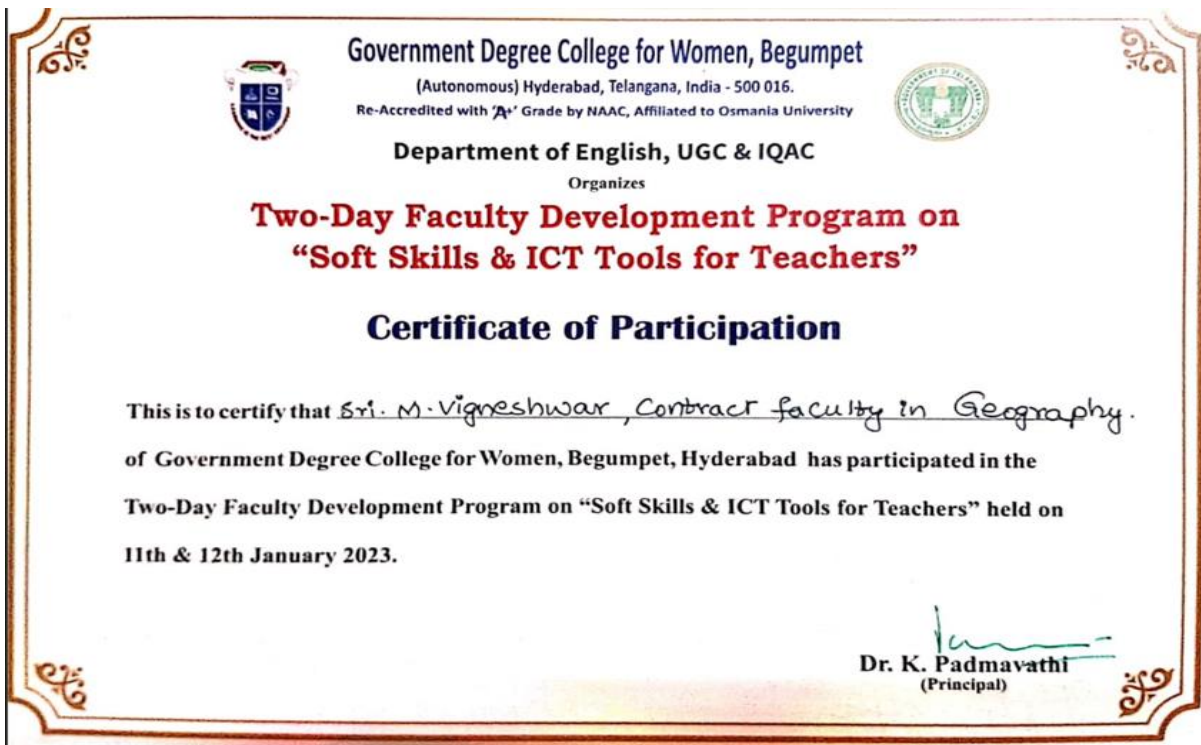 Government Degree College for Women, Begumpet
(Autonomous) Hyderabad, Telangana, India - 500 016.
Re-Accredited with 'A+' Grade by NAAC, Affiliated to Osmania University
Department of English, UGC & IQAC
Organizes
Two-Day Faculty Development Program on
“Soft Skills & ICT Tools for Teachers”
Certificate of Participation
This is to certify that Sri. M. Vigneshwar, Contract faculty in Geography.
of Government Degree College for Women, Begumpet, Hyderabad has participated in the
Two-Day Faculty Development Program on “Soft Skills & ICT Tools for Teachers” held on
11th & 12th January 2023.
Dr. K. Padmavathi
(Principal)